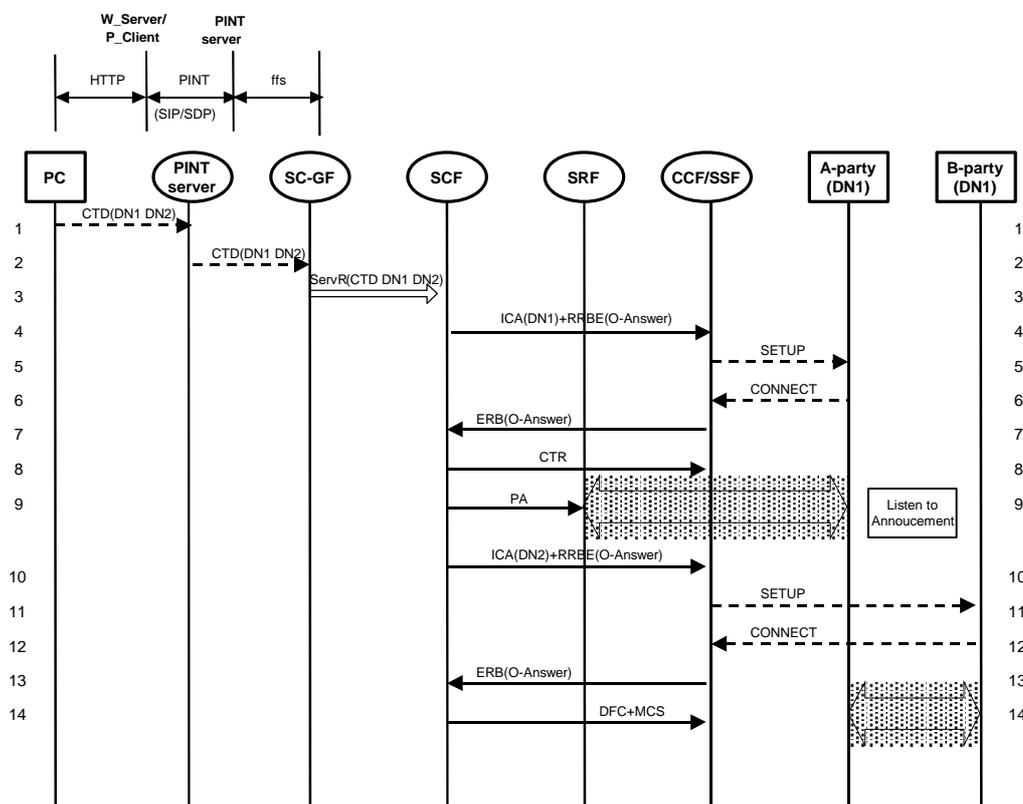 W_Server/
P_Client
PINT
server
HTTP
PINT
ffs
(SIP/SDP)
PC
PINT
server
SC-GF
SCF
SRF
CCF/SSF
A-party
(DN1)
B-party
(DN1)
1
CTD(DN1 DN2)
1
2
CTD(DN1 DN2)
2
3
ServR(CTD DN1 DN2)
3
4
ICA(DN1)+RRBE(O-Answer)
4
5
SETUP
5
6
CONNECT
6
7
ERB(O-Answer)
7
8
CTR
8
9
PA
Listen to
Annoucement
9
10
ICA(DN2)+RRBE(O-Answer)
10
11
SETUP
11
12
CONNECT
12
13
ERB(O-Answer)
13
14
DFC+MCS
14